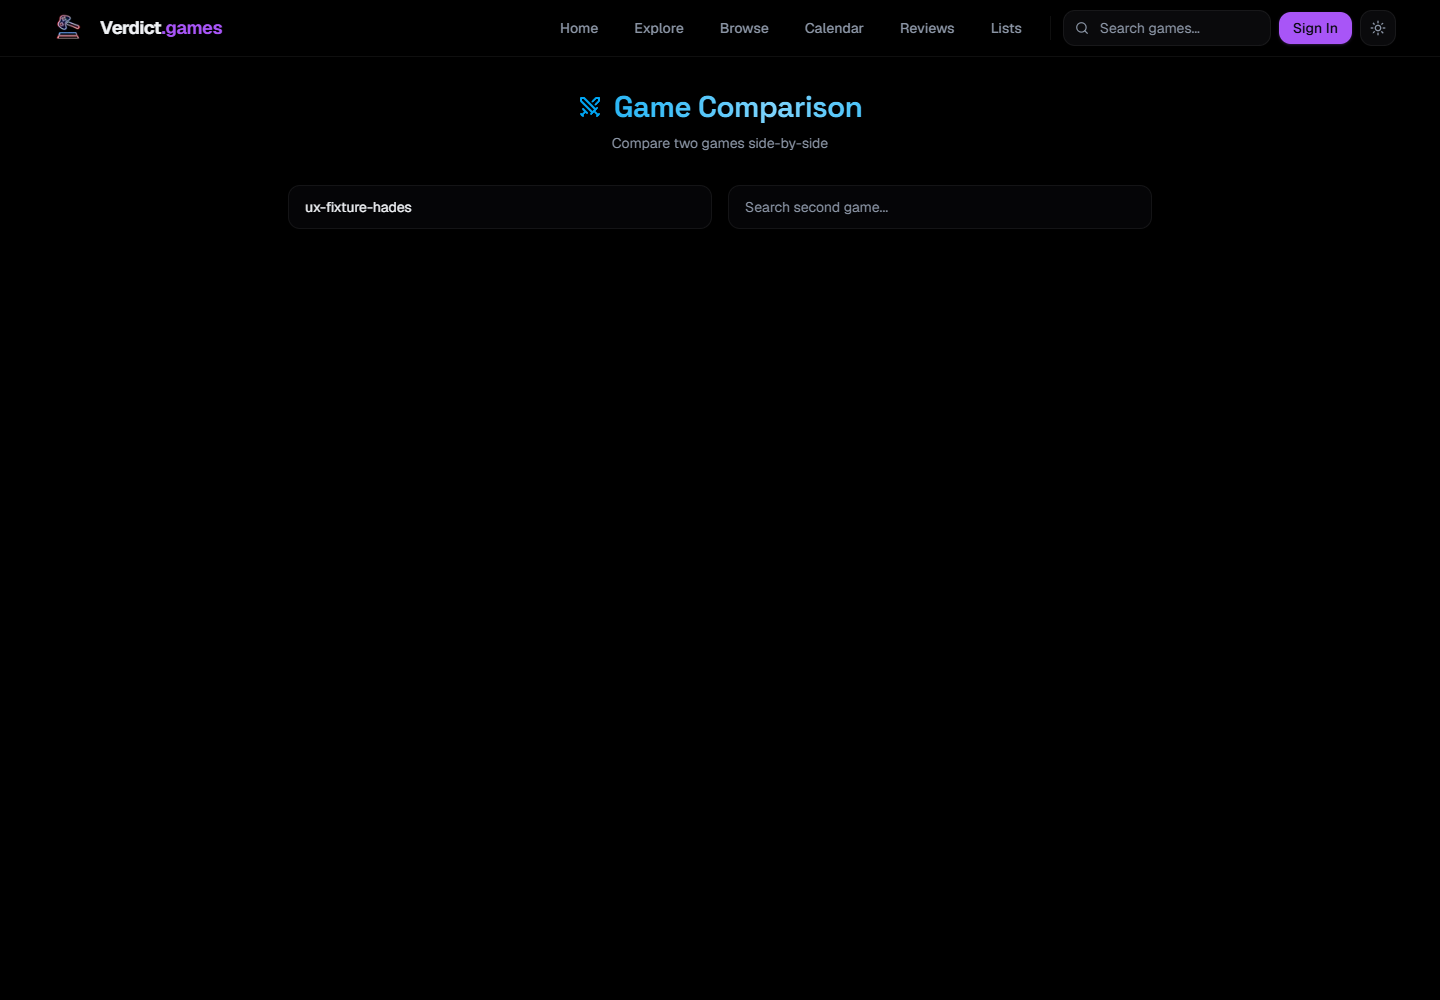 Verdict.games
Home Explore Browse Calendar Reviews Lists Search games... Sign In
Game Comparison
Compare two games side-by-side
ux-fixture-hades Search second game...